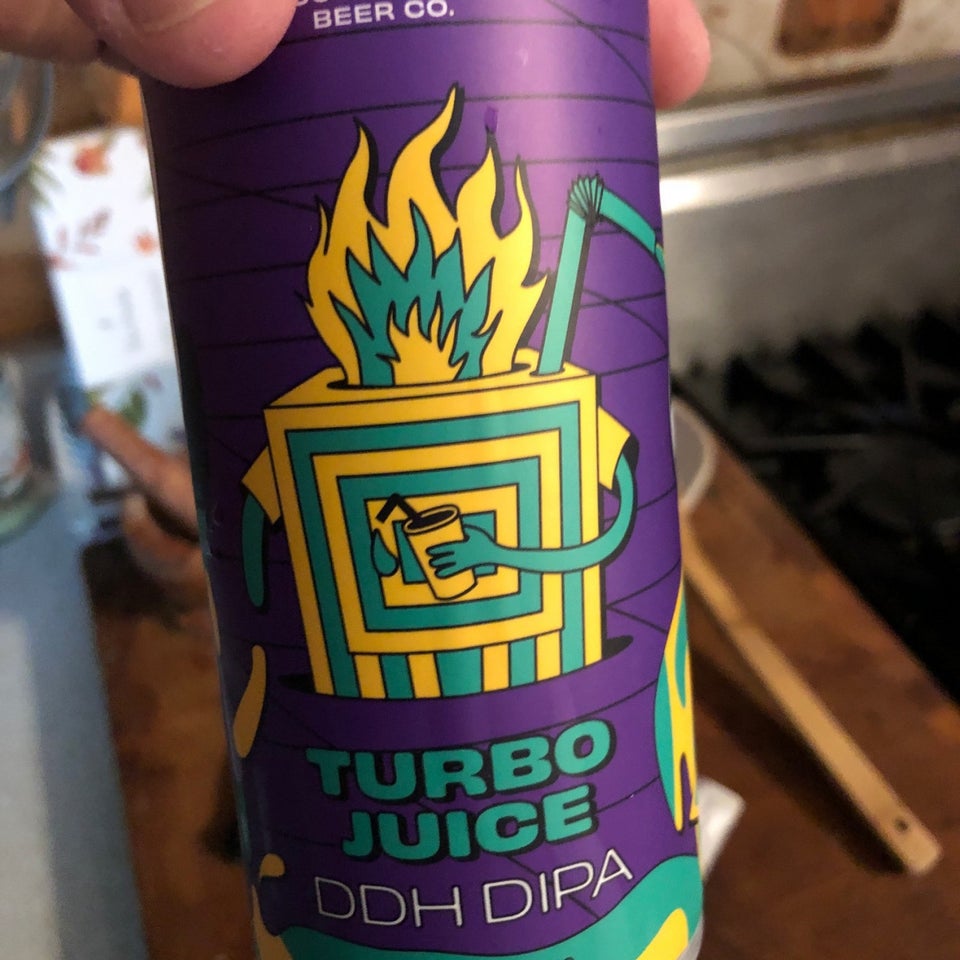 BEER CO.
TURBO
JUICE
DDH DIPA